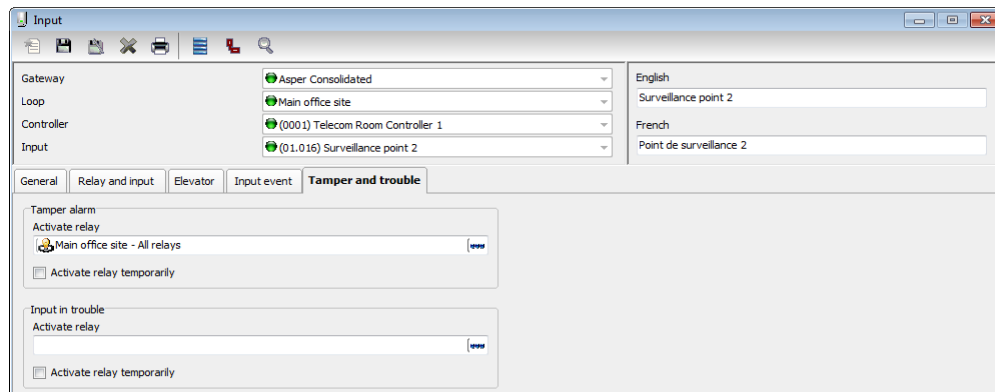 Input
Gateway
Asper Consolidated
Loop
Main office site
Controller
(0001) Telecom Room Controller 1
Input
(01.016) Surveillance point 2
English
Surveillance point 2
French
Point de surveillance 2
General Relay and input Elevator Input event Tamper and trouble
Tamper alarm
Activate relay
Main office site - All relays
Activate relay temporarily
Input in trouble
Activate relay
Activate relay temporarily